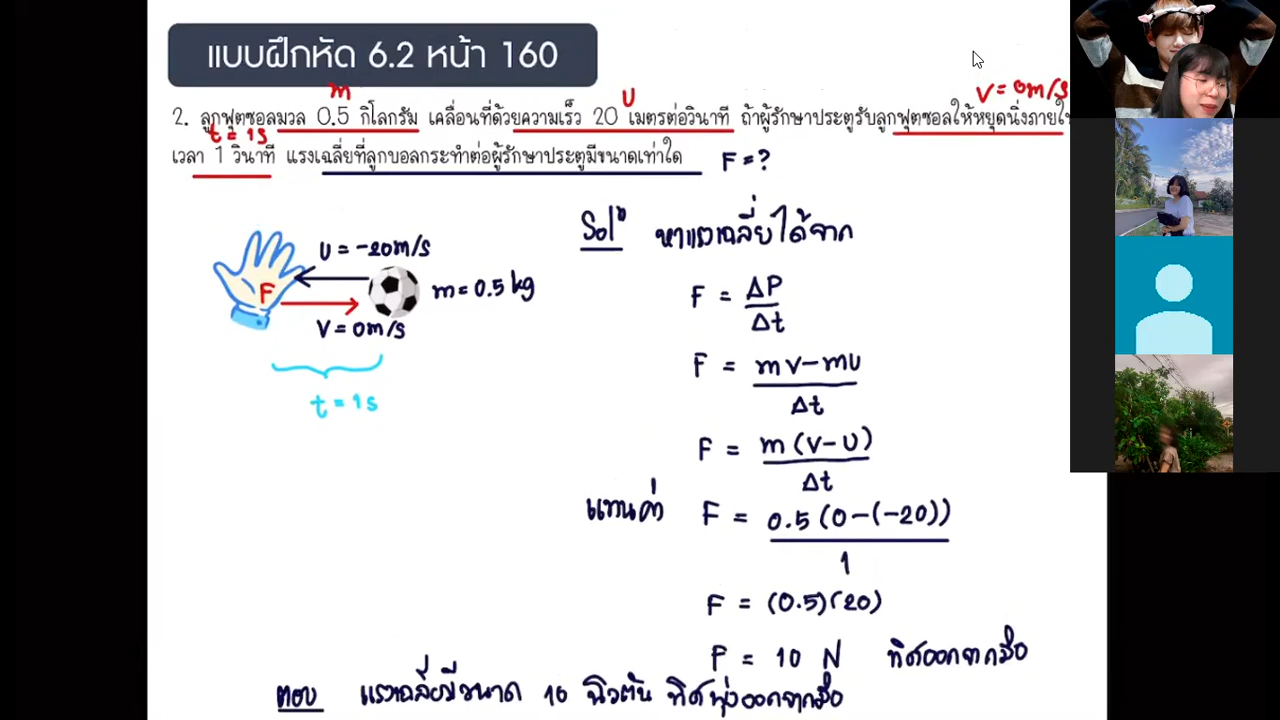 แบบฝึกหัด 6.2 หน้า 160
m u v = 0m/s
2. ลูกฟุตซอลมวล 0.5 กิโลกรัม เคลื่อนที่ด้วยความเร็ว 20 เมตรต่อวินาที ถ้าผู้รักษาประตูรับลูกฟุตซอลให้หยุดนิ่งภายใน
t = 1s
เวลา 1 วินาที แรงเฉลี่ยที่ลูกบอลกระทำต่อผู้รักษาประตูมีขนาดเท่าใด F = ?
u = -20m/s
F
m = 0.5 kg
v = 0m/s
t = 1s
Solⁿ หาแรงเฉลี่ยได้จาก
F = ΔP
Δt
F = mv-mu
Δt
F = m(v-u)
Δt
แทนค่า F = 0.5(0-(-20))
1
F = (0.5)(20)
F = 10 N ทิศออกจากมือ
ตอบ แรงเฉลี่ยมีขนาด 10 นิวตัน ทิศพุ่งออกจากมือ